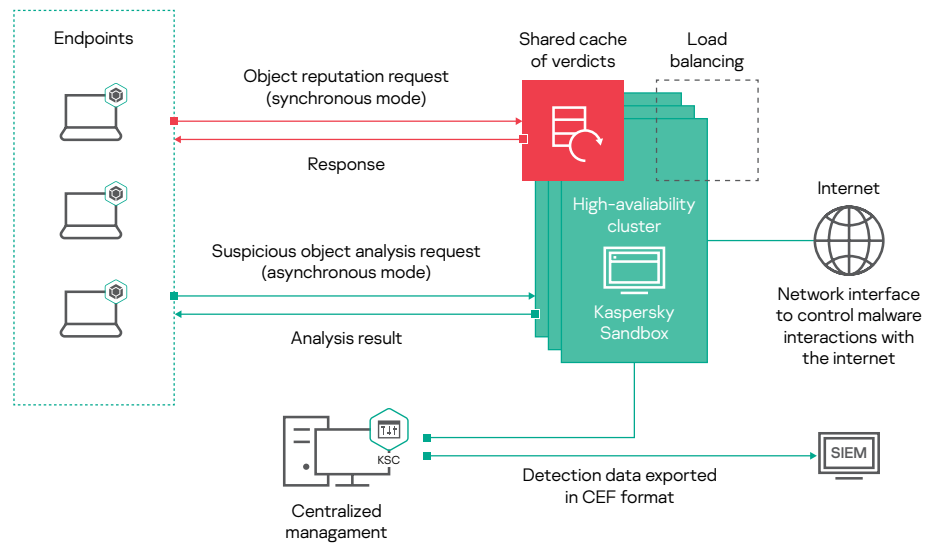 Endpoints
Shared cache
of verdicts
Load
balancing
Object reputation request
(synchronous mode)
Response
High-avaliability
cluster
Kaspersky
Sandbox
Internet
Network interface
to control malware
interactions with
the internet
Suspicious object analysis request
(asynchronous mode)
Analysis result
KSC
Centralized
managament
Detection data exported
in CEF format
SIEM